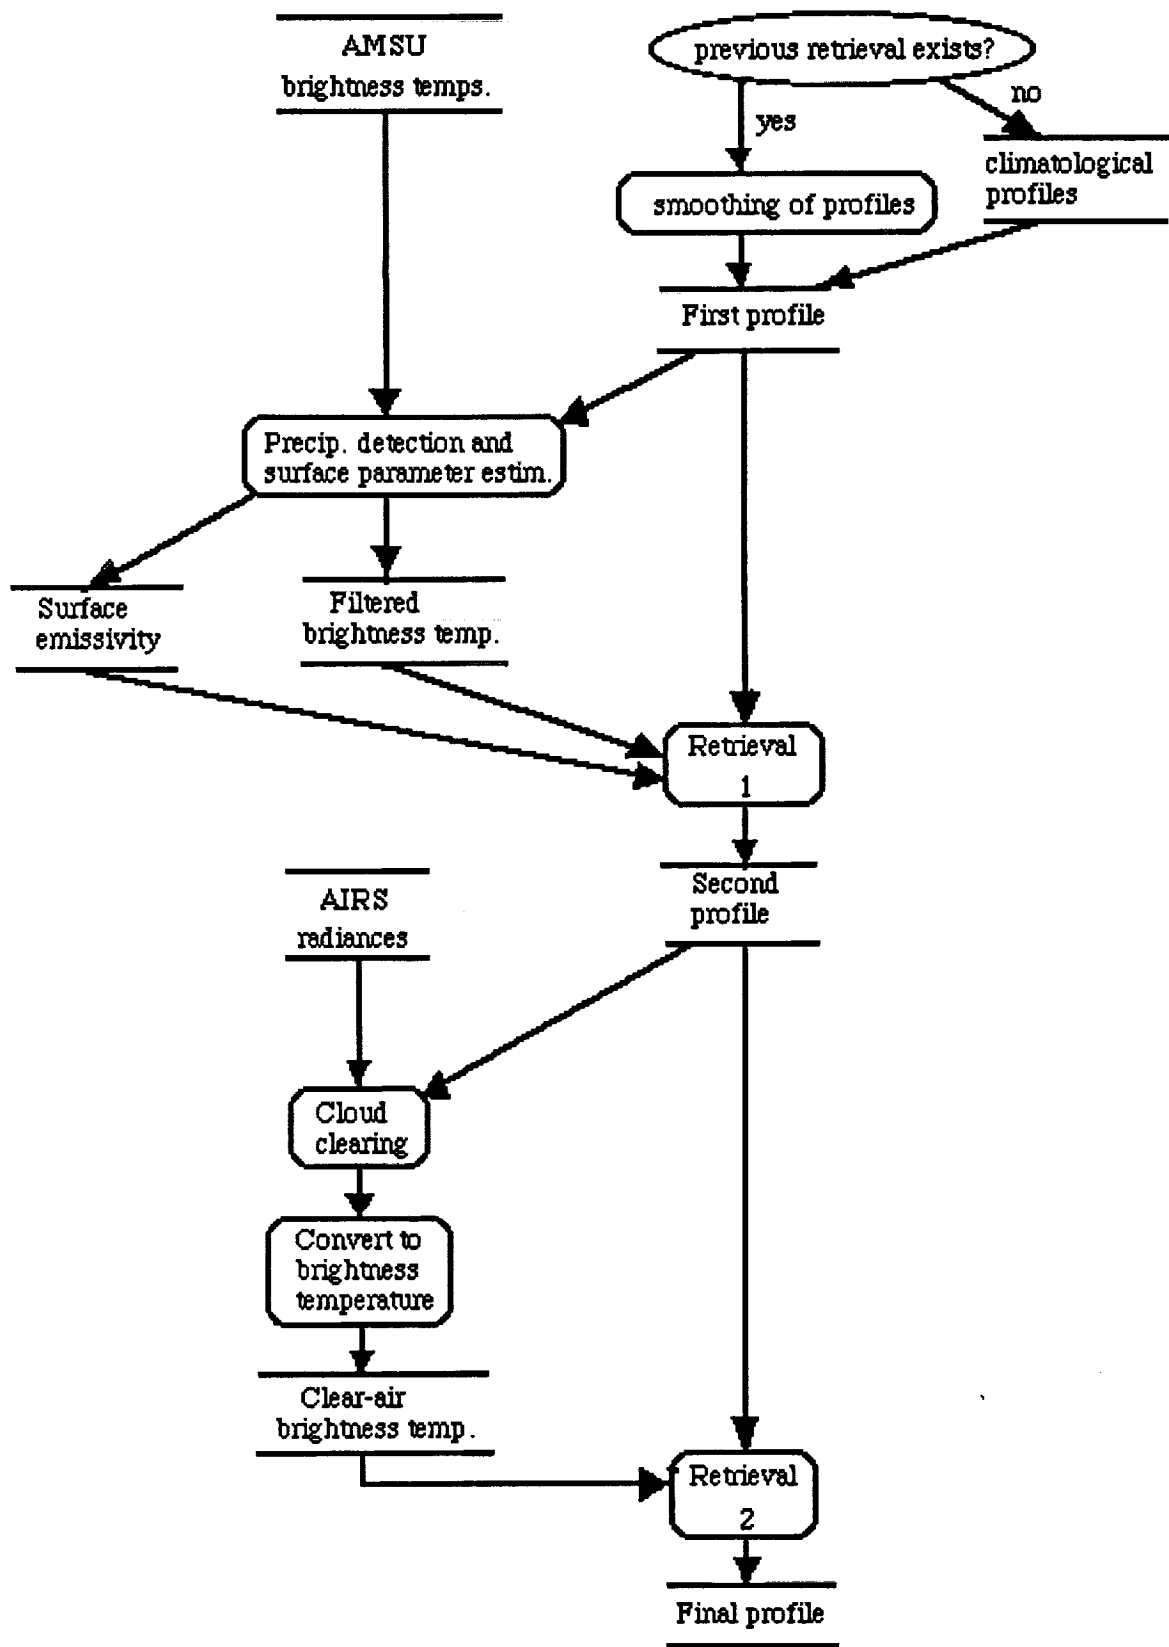 AMSU
brightness temps.
previous retrieval exists?
yes
no
smoothing of profiles
climatological
profiles
First profile
Precip. detection and
surface parameter estim.
Surface
emissivity
Filtered
brightness temp.
Retrieval
1
Second
profile
AIRS
radiances
Cloud
clearing
Convert to
brightness
temperature
Clear-air
brightness temp.
Retrieval
2
Final profile